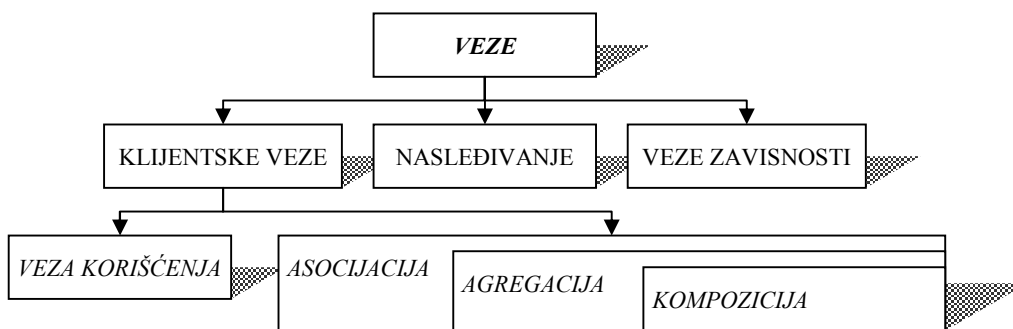 VEZE
KLIJENTSKE VEZE
NASLEĐIVANJE
VEZE ZAVISNOSTI
VEZA KORIŠĆENJA
ASOCIJACIJA
AGREGACIJA
KOMPOZICIJA